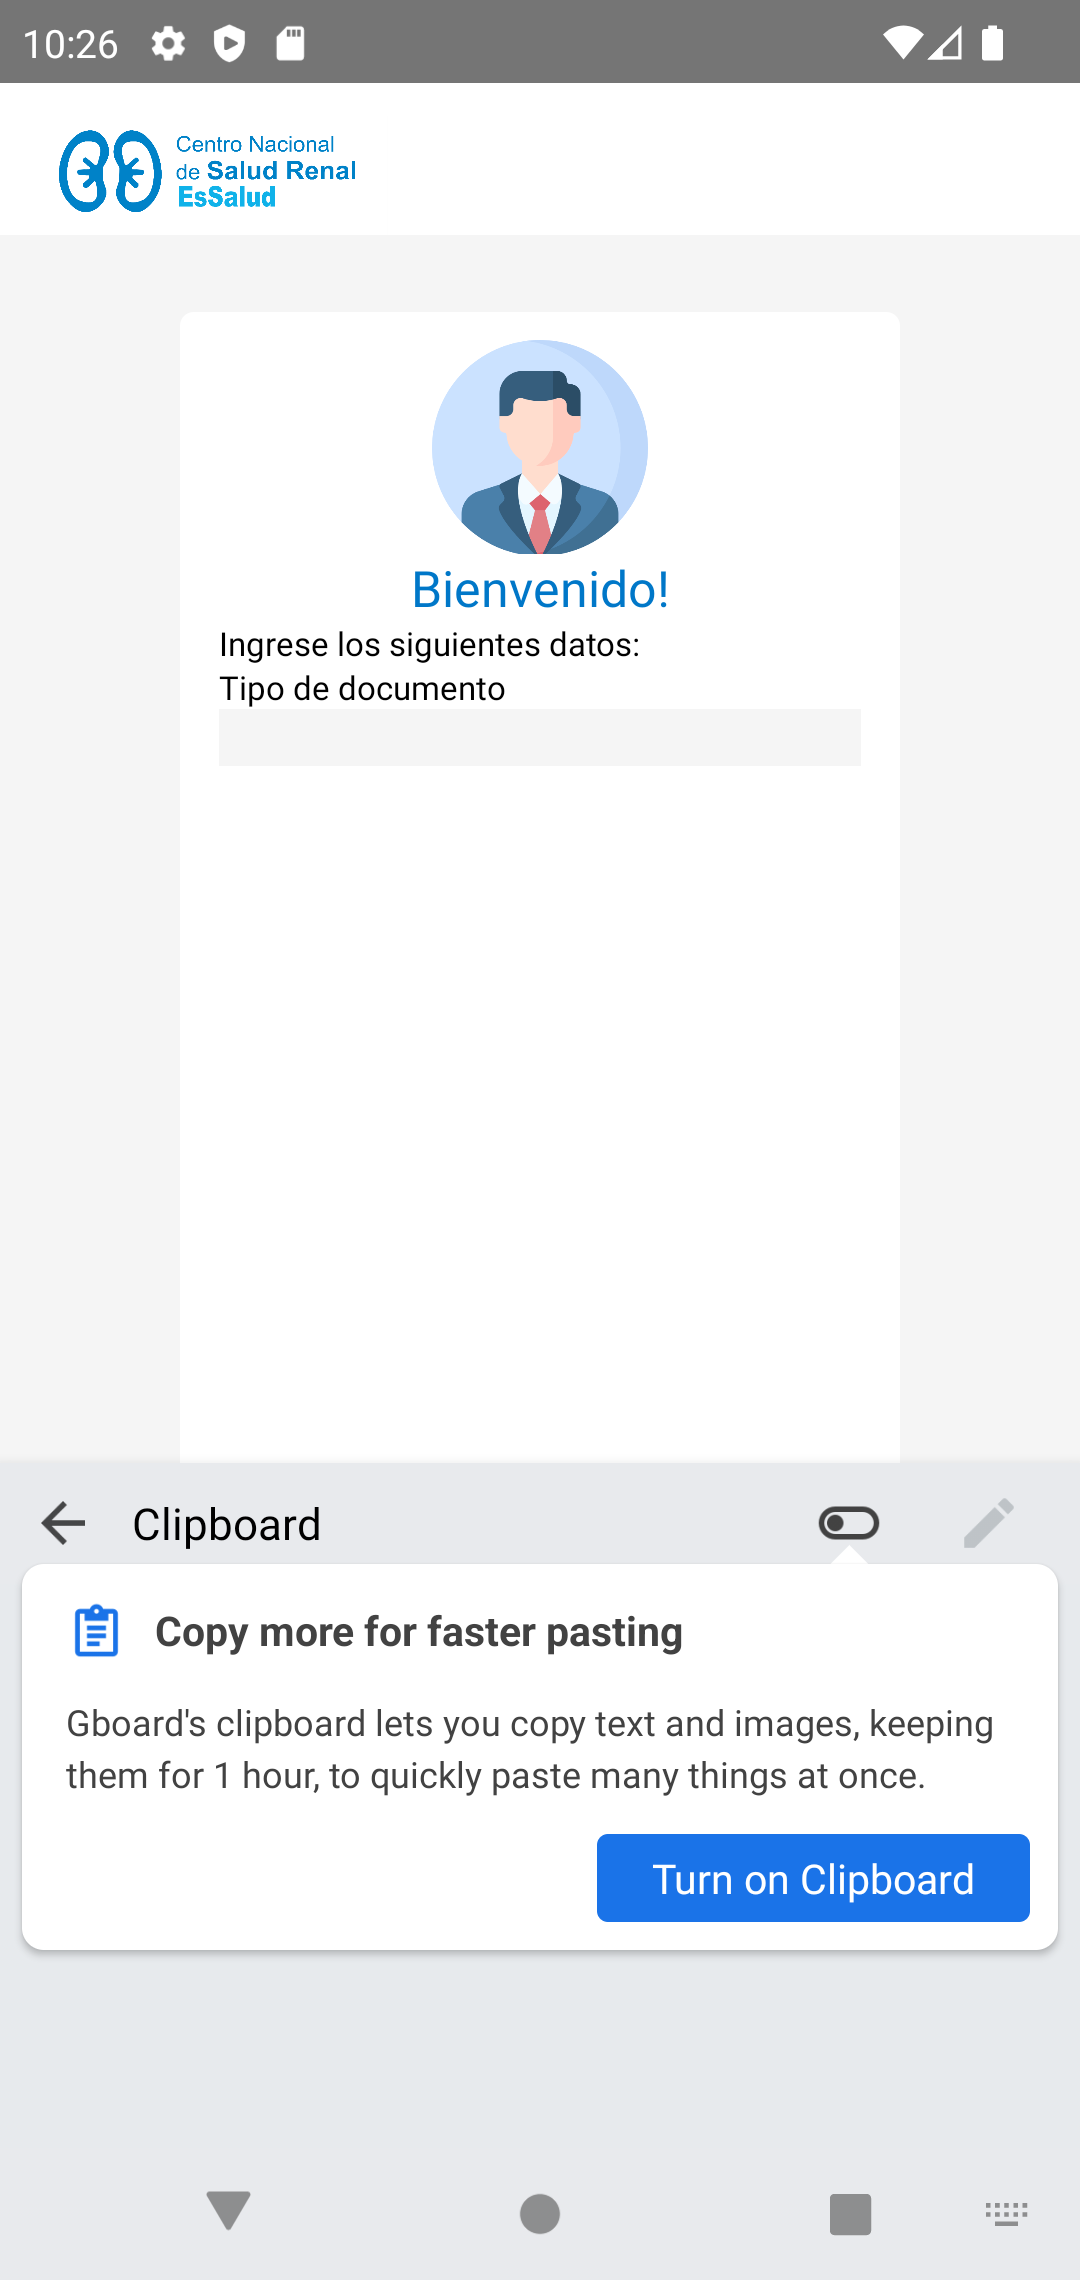 10:26
Centro Nacional
de Salud Renal
EsSalud
Bienvenido!
Ingrese los siguientes datos:
Tipo de documento
Clipboard
Copy more for faster pasting
Gboard's clipboard lets you copy text and images, keeping
them for 1 hour, to quickly paste many things at once.
Turn on Clipboard